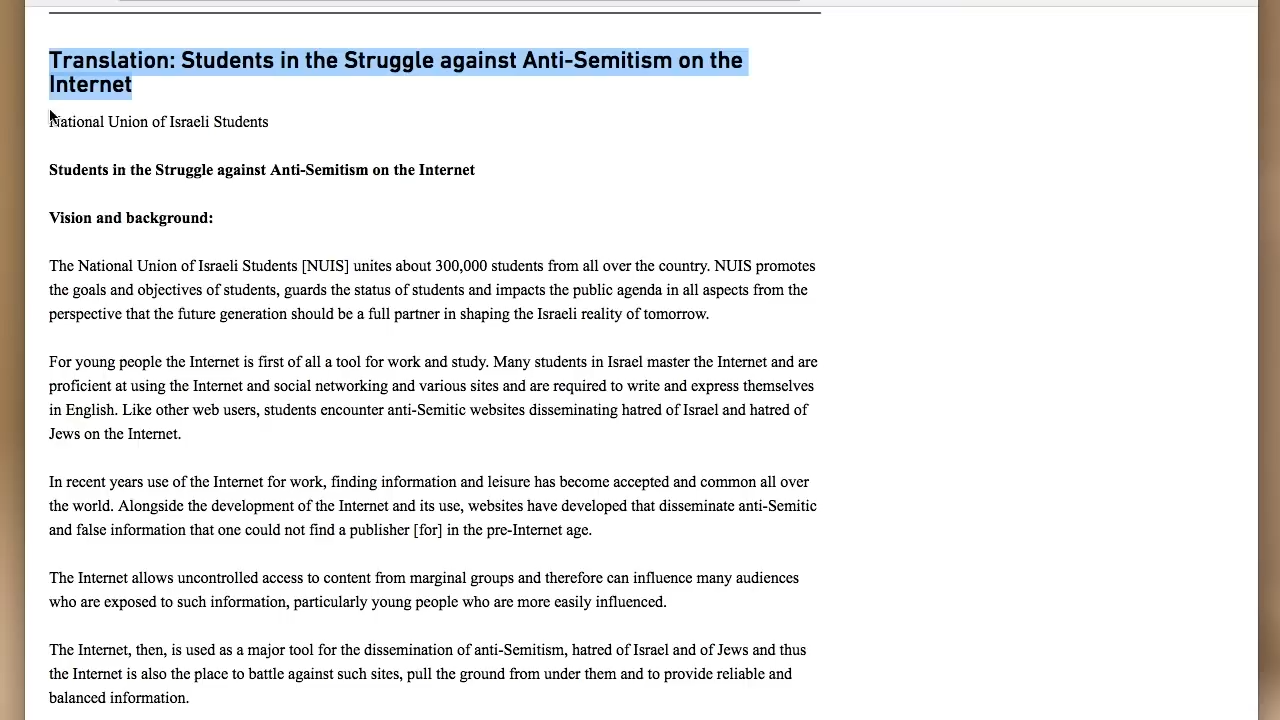 Translation: Students in the Struggle against Anti-Semitism on the
Internet
National Union of Israeli Students
Students in the Struggle against Anti-Semitism on the Internet
Vision and background:
The National Union of Israeli Students [NUIS] unites about 300,000 students from all over the country. NUIS promotes
the goals and objectives of students, guards the status of students and impacts the public agenda in all aspects from the
perspective that the future generation should be a full partner in shaping the Israeli reality of tomorrow.
For young people the Internet is first of all a tool for work and study. Many students in Israel master the Internet and are
proficient at using the Internet and social networking and various sites and are required to write and express themselves
in English. Like other web users, students encounter anti-Semitic websites disseminating hatred of Israel and hatred of
Jews on the Internet.
In recent years use of the Internet for work, finding information and leisure has become accepted and common all over
the world. Alongside the development of the Internet and its use, websites have developed that disseminate anti-Semitic
and false information that one could not find a publisher [for] in the pre-Internet age.
The Internet allows uncontrolled access to content from marginal groups and therefore can influence many audiences
who are exposed to such information, particularly young people who are more easily influenced.
The Internet, then, is used as a major tool for the dissemination of anti-Semitism, hatred of Israel and of Jews and thus
the Internet is also the place to battle against such sites, pull the ground from under them and to provide reliable and
balanced information.